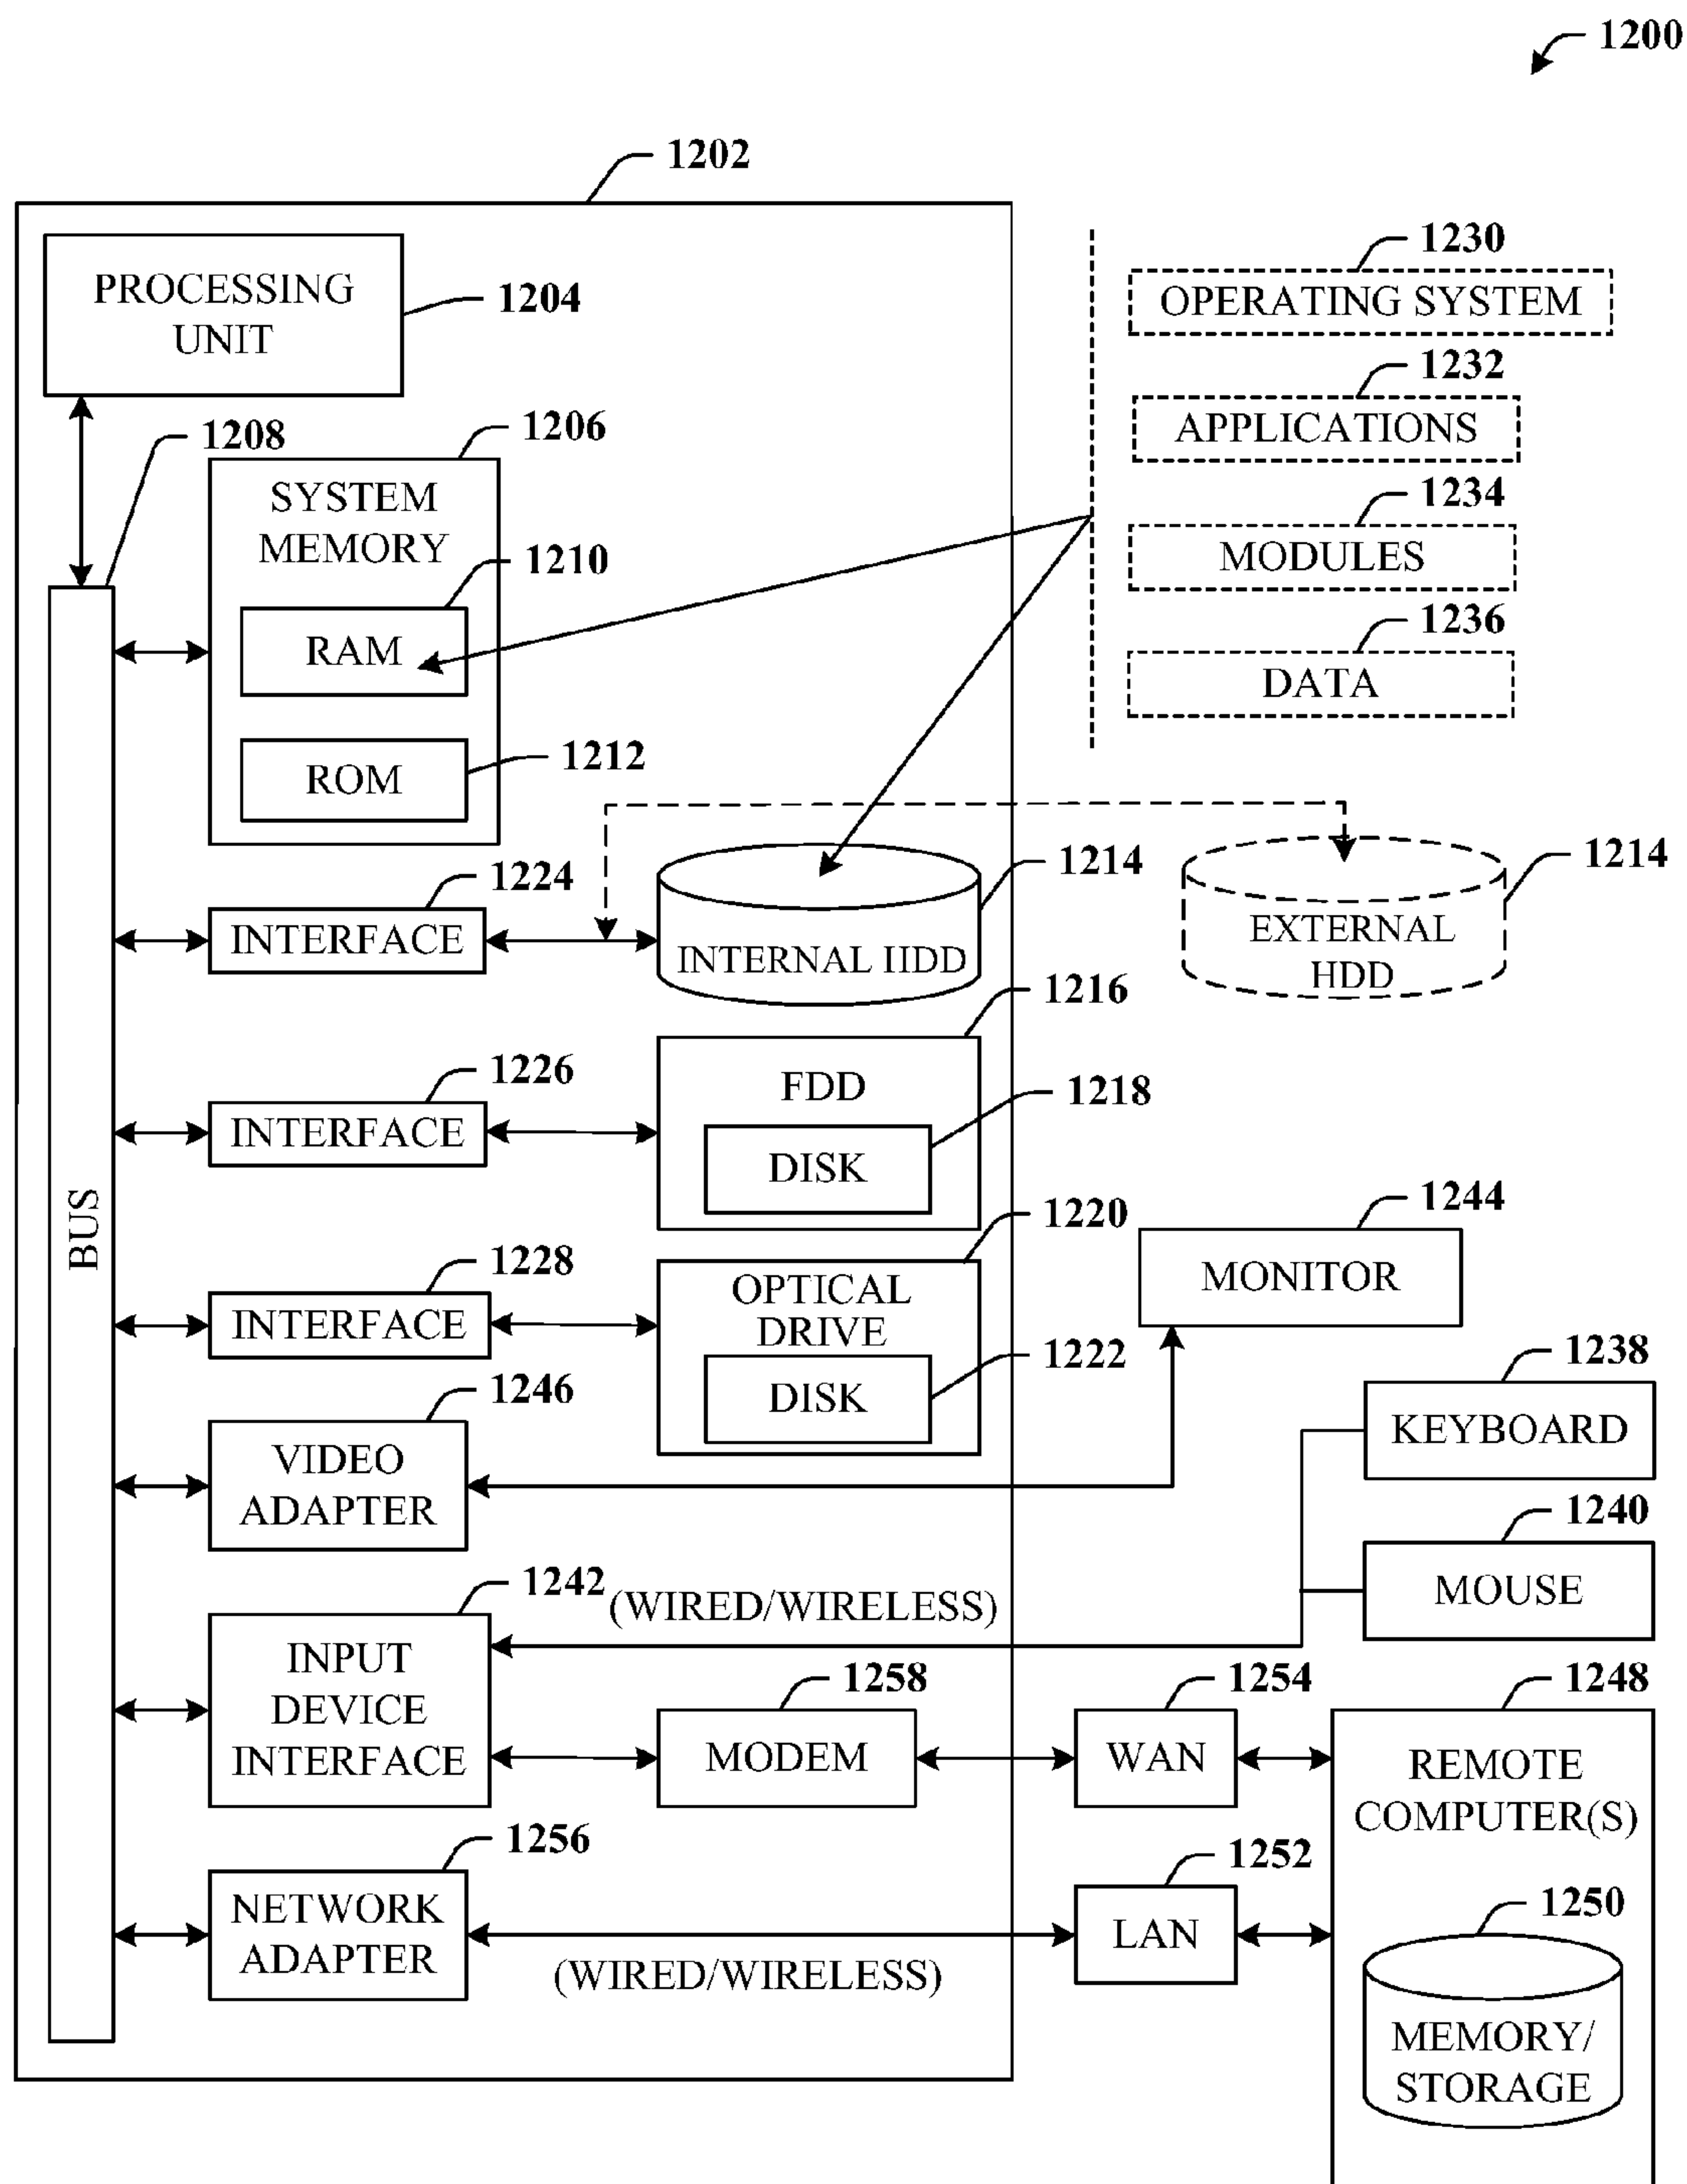 1200
1202
PROCESSING
UNIT
1204
1230
OPERATING SYSTEM
1232
APPLICATIONS
1234
MODULES
1236
DATA
1208
1206
SYSTEM
MEMORY
1210
RAM
1212
ROM
1224
INTERFACE
1214
INTERNAL HDD
1214
EXTERNAL
HDD
1226
INTERFACE
1216
FDD
1218
DISK
BUS
1228
INTERFACE
1220
OPTICAL
DRIVE
1222
DISK
1244
MONITOR
1246
VIDEO
ADAPTER
1238
KEYBOARD
1240
MOUSE
1242
(WIRED/WIRELESS)
INPUT
DEVICE
INTERFACE
1258
MODEM
1254
WAN
1248
REMOTE
COMPUTER(S)
1256
NETWORK
ADAPTER
(WIRED/WIRELESS)
1252
LAN
1250
MEMORY/
STORAGE